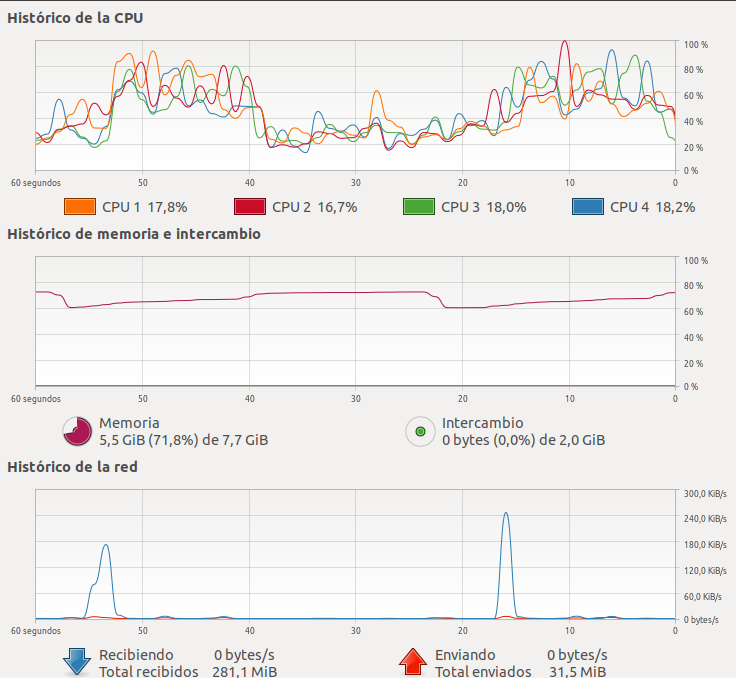 Histórico de la CPU
100 %
80 %
60 %
40 %
20 %
0 %
60 segundos 50 40 30 20 10 0
CPU 1 17,8% CPU 2 16,7% CPU 3 18,0% CPU 4 18,2%
Histórico de memoria e intercambio
100 %
80 %
60 %
40 %
20 %
0 %
60 segundos 50 40 30 20 10 0
Memoria Intercambio
5,5 GiB (71,8%) de 7,7 GiB 0 bytes (0,0%) de 2,0 GiB
Histórico de la red
300,0 KiB/s
240,0 KiB/s
180,0 KiB/s
120,0 KiB/s
60,0 KiB/s
0 bytes/s
60 segundos 50 40 30 20 10 0
Recibiendo 0 bytes/s Enviando 0 bytes/s
Total recibidos 281,1 MiB Total enviados 31,5 MiB